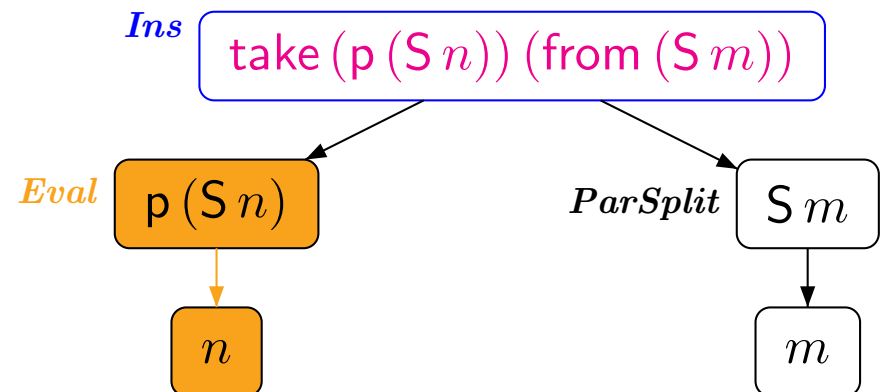 Ins
take (p (S n)) (from (S m))
Eval
p (S n)
ParSplit
S m
n
m